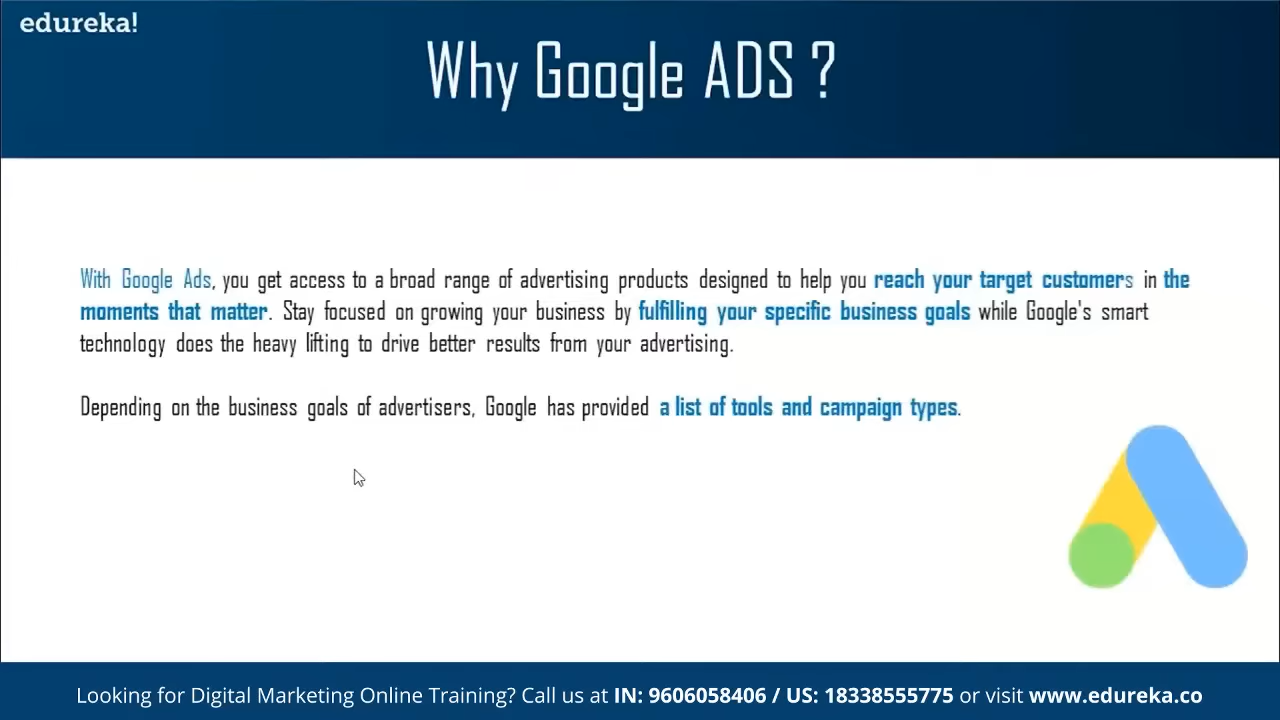 edureka!
Why Google ADS ?
With Google Ads, you get access to a broad range of advertising products designed to help you reach your target customers in the
moments that matter. Stay focused on growing your business by fulfilling your specific business goals while Google's smart
technology does the heavy lifting to drive better results from your advertising.
Depending on the business goals of advertisers, Google has provided a list of tools and campaign types.
Looking for Digital Marketing Online Training? Call us at IN: 9606058406 / US: 18338555775 or visit www.edureka.co